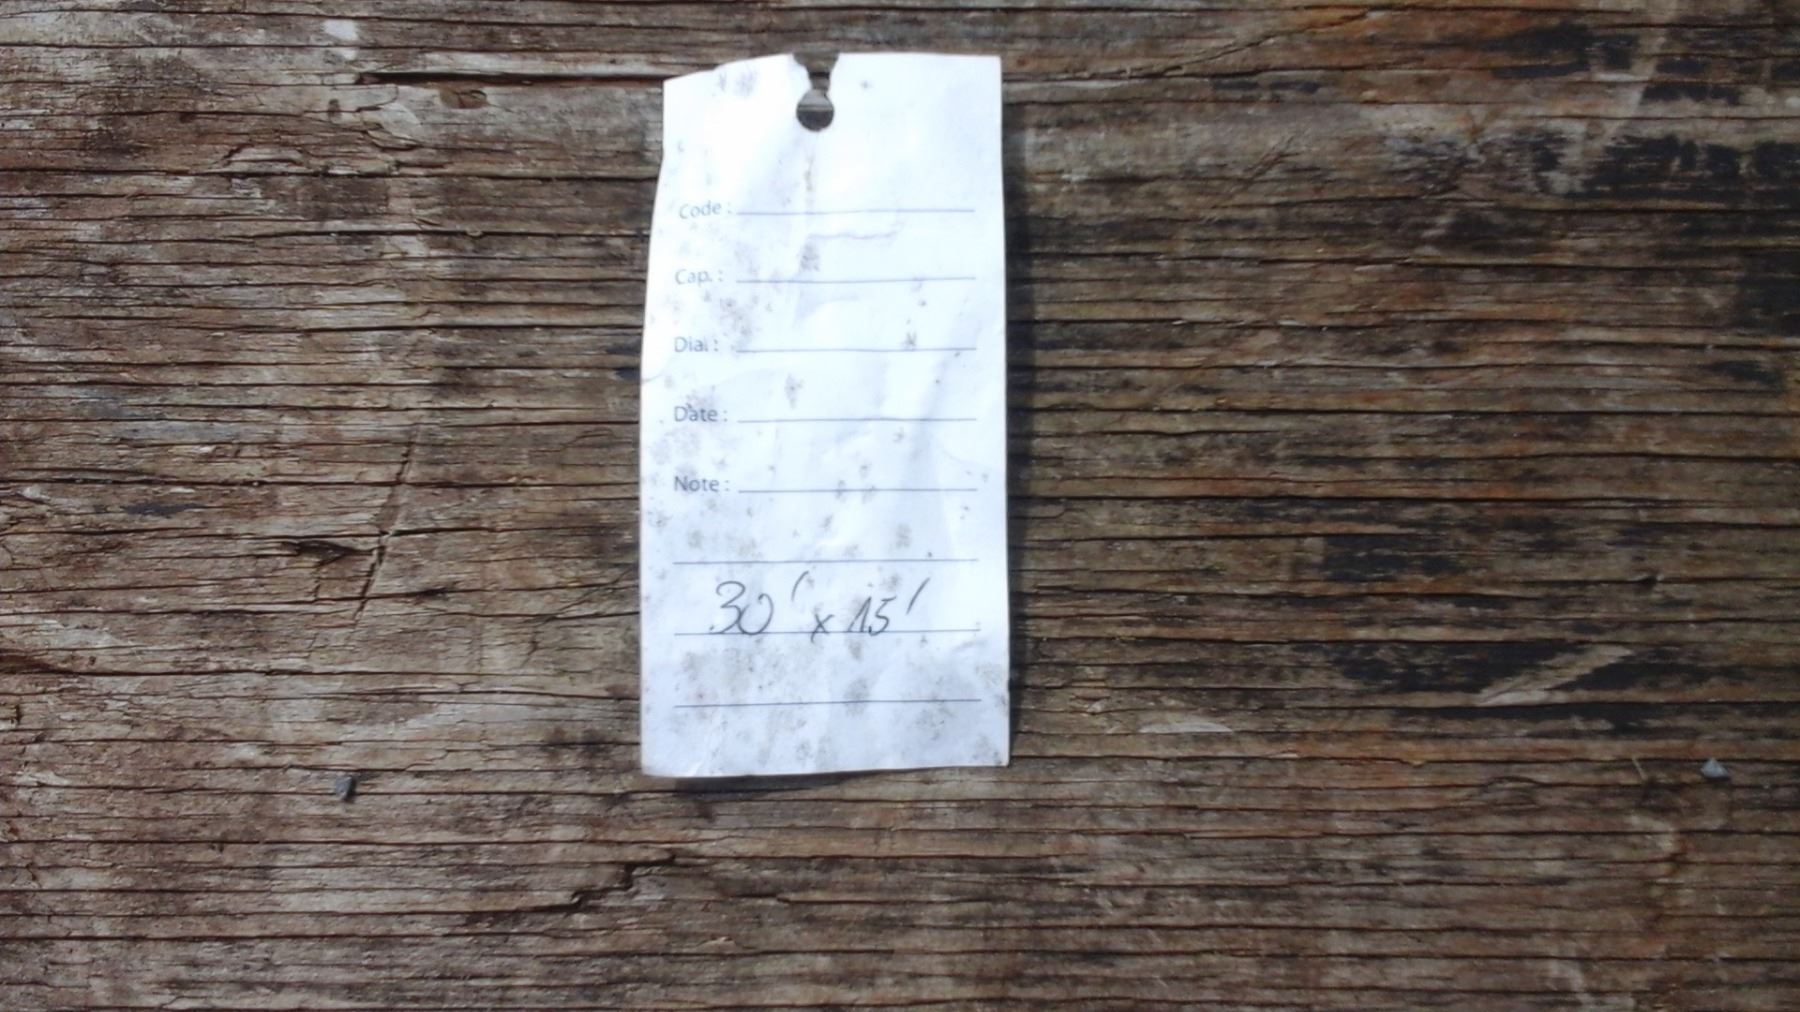 Code :
Cap. :
Dial :
Date :
Note :
30' x 15'